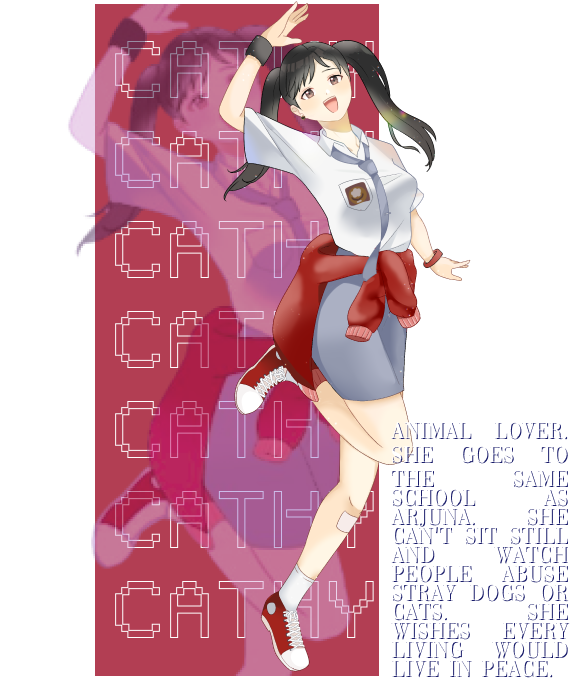 CATHY
CATHY
CATHY
CATHY
CATHY
CATHY
CATHY
ANIMAL LOVER.
SHE GOES TO
THE SAME
SCHOOL AS
ARJUNA. SHE
CAN'T SIT STILL
AND WATCH
PEOPLE ABUSE
STRAY DOGS OR
CATS. SHE
WISHES EVERY
LIVING WOULD
LIVE IN PEACE.